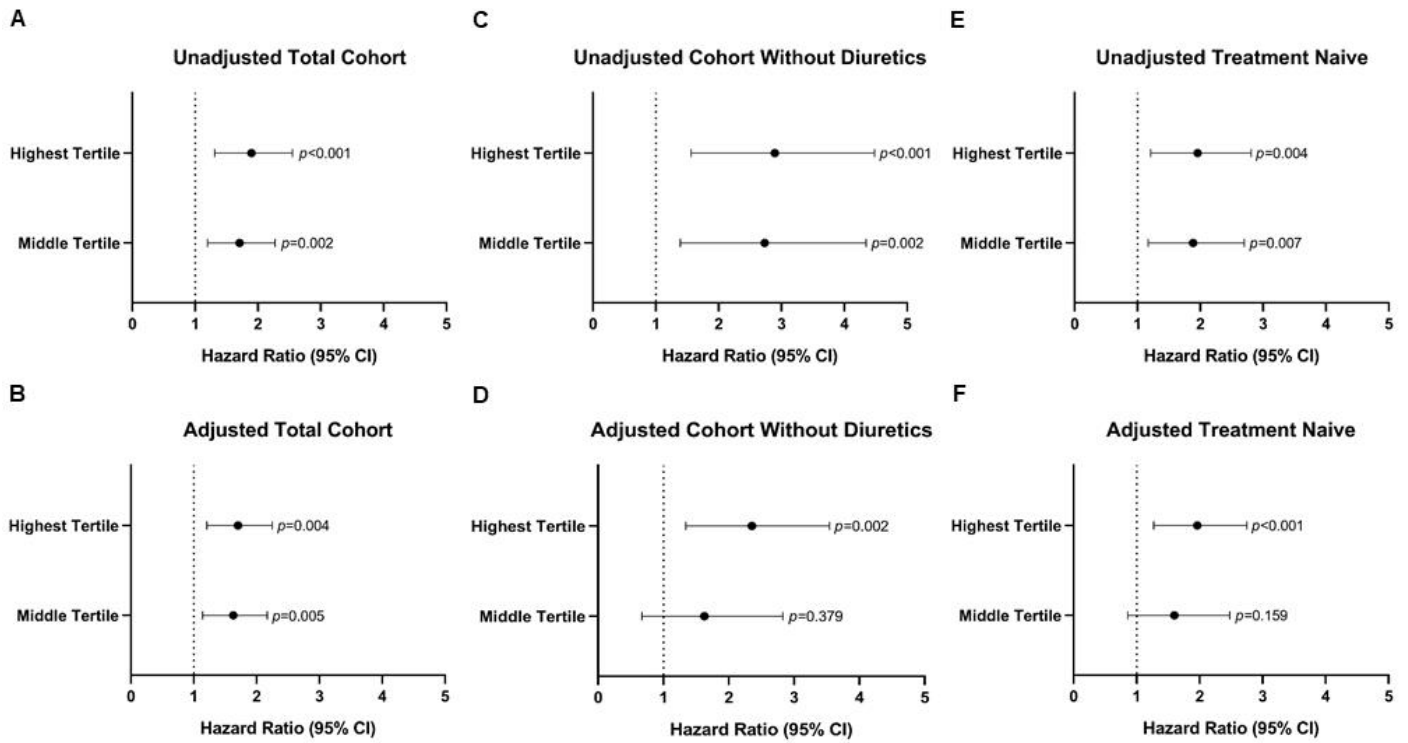 A
Unadjusted Total Cohort
Highest Tertile
p<0.001
Middle Tertile
p=0.002
0 1 2 3 4 5
Hazard Ratio (95% CI)
B
Adjusted Total Cohort
Highest Tertile
p=0.004
Middle Tertile
p=0.005
0 1 2 3 4 5
Hazard Ratio (95% CI)
C
Unadjusted Cohort Without Diuretics
Highest Tertile
p<0.001
Middle Tertile
p=0.002
0 1 2 3 4 5
Hazard Ratio (95% CI)
D
Adjusted Cohort Without Diuretics
Highest Tertile
p=0.002
Middle Tertile
p=0.379
0 1 2 3 4 5
Hazard Ratio (95% CI)
E
Unadjusted Treatment Naive
Highest Tertile
p=0.004
Middle Tertile
p=0.007
0 1 2 3 4 5
Hazard Ratio (95% CI)
F
Adjusted Treatment Naive
Highest Tertile
p<0.001
Middle Tertile
p=0.159
0 1 2 3 4 5
Hazard Ratio (95% CI)